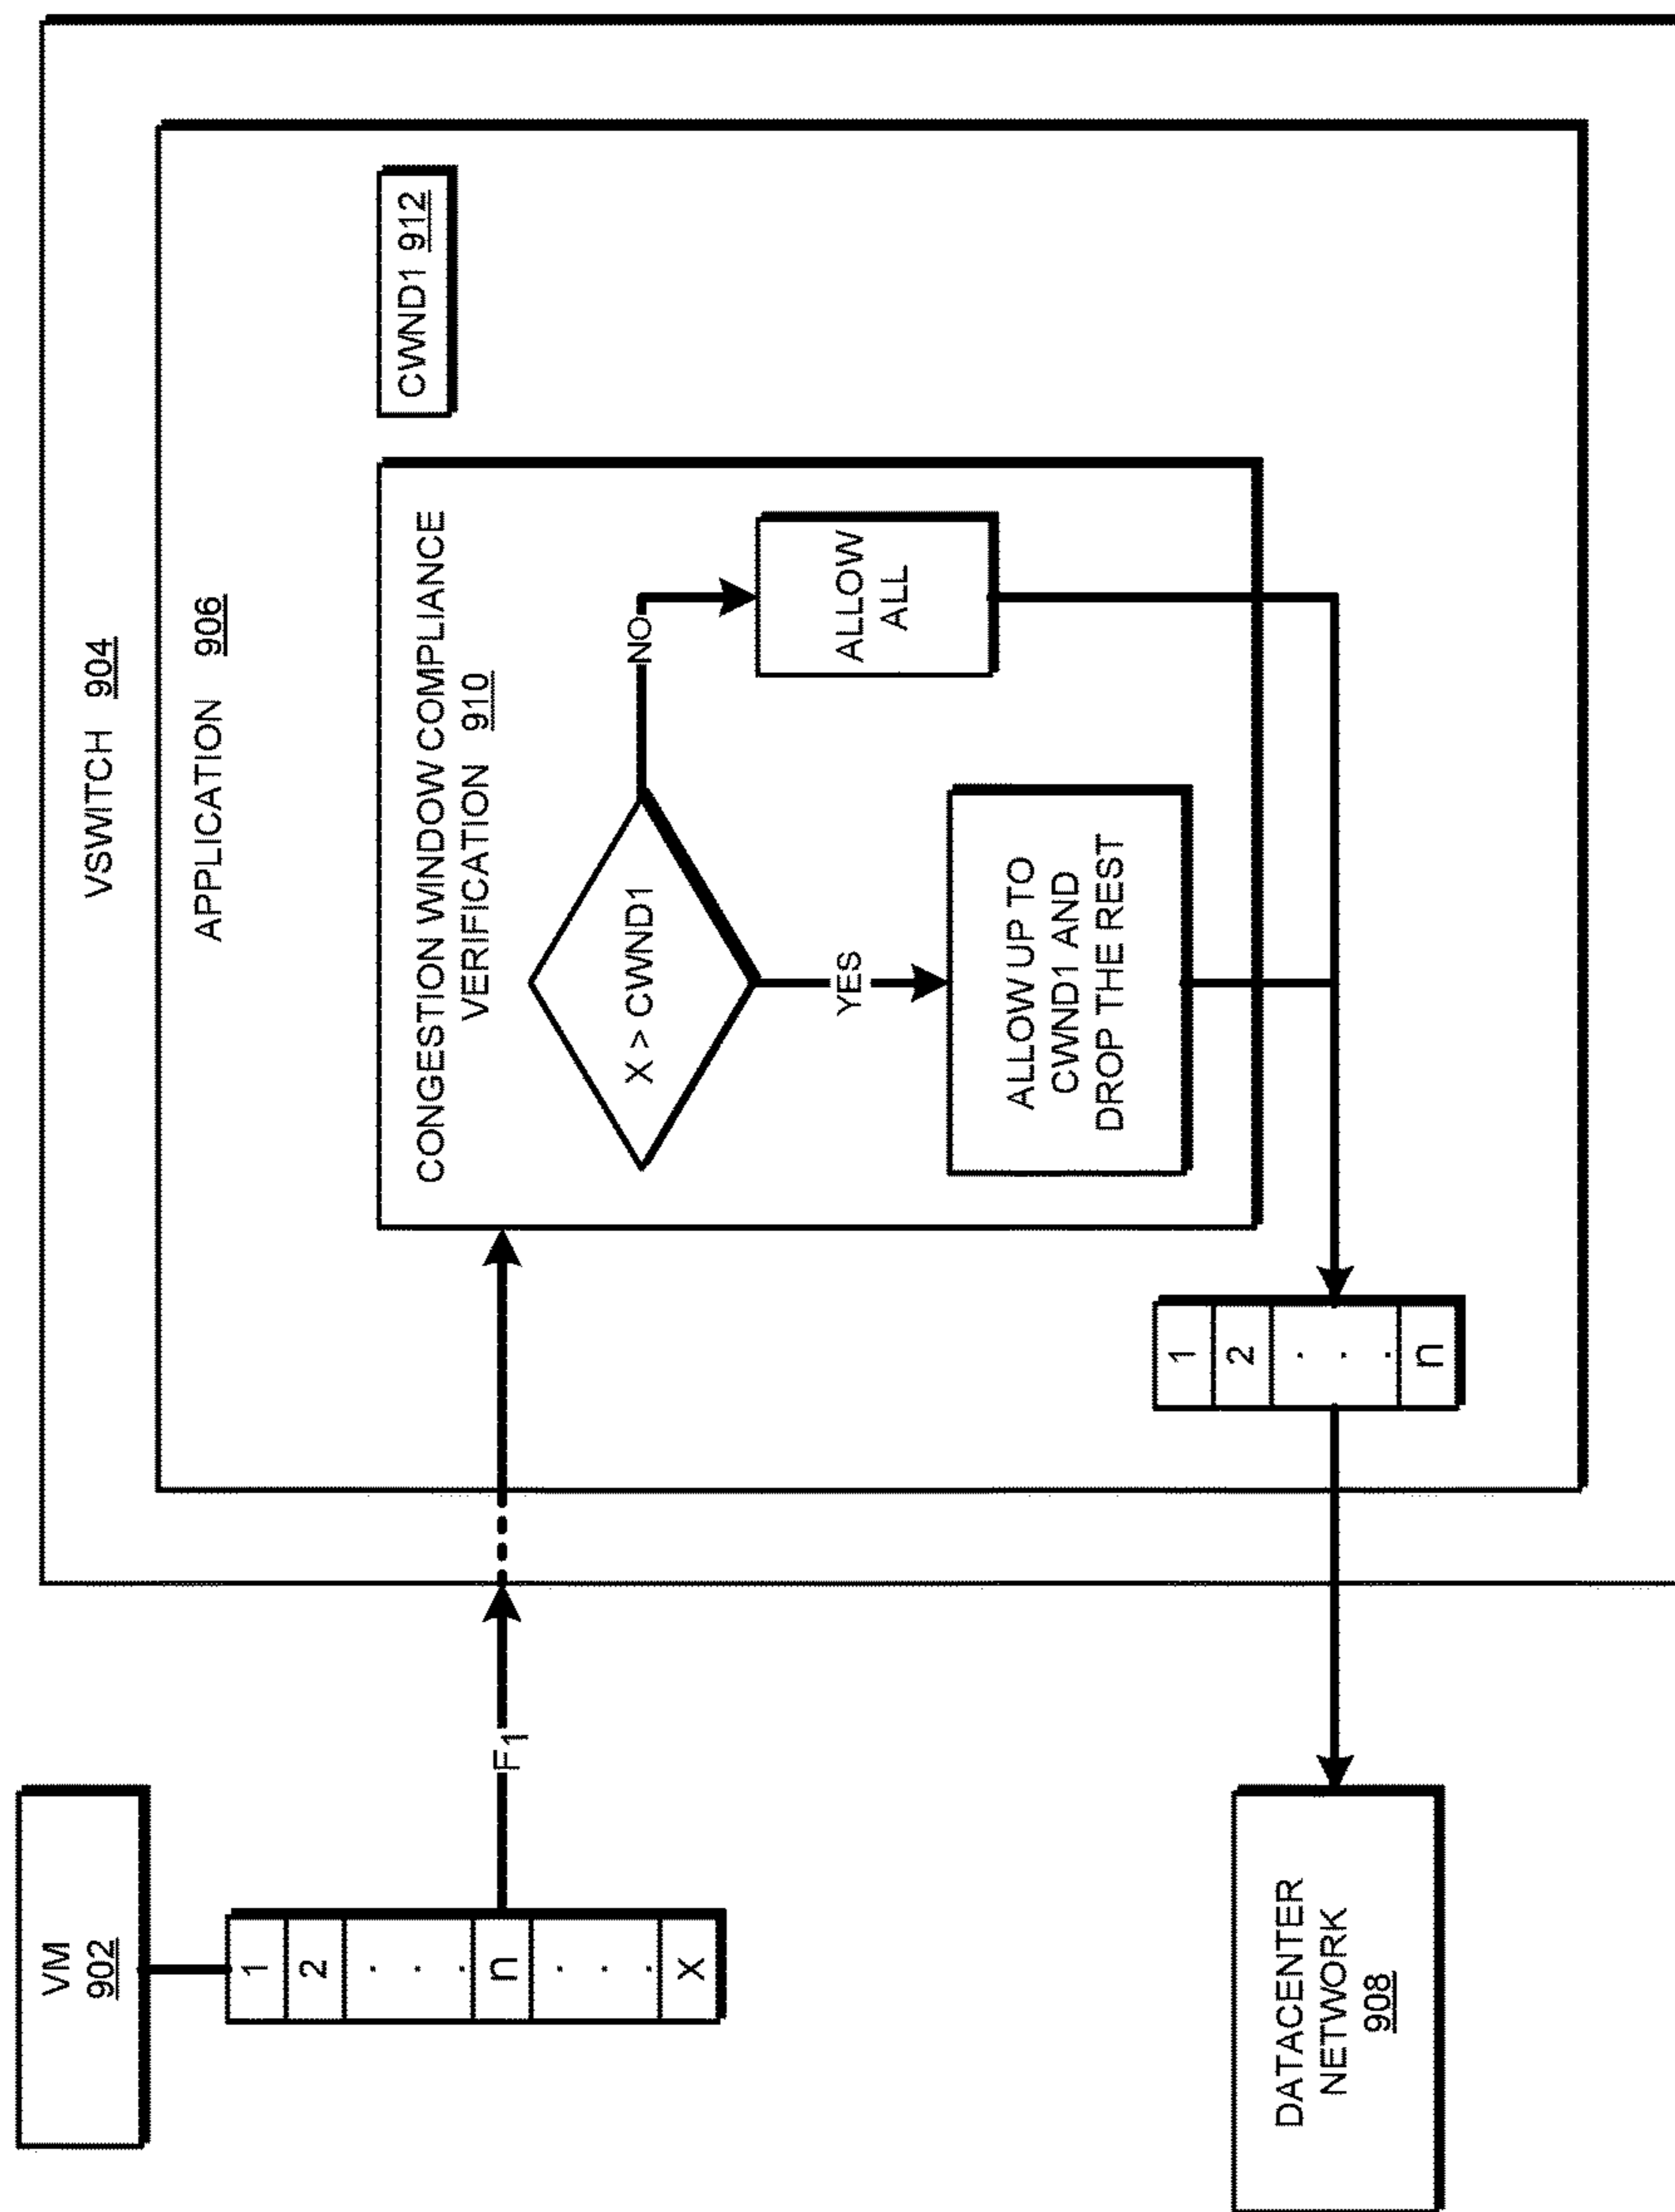 VM
902
1
2
. . .
n
. . .
X
F1
VSWITCH 904
APPLICATION 906
CONGESTION WINDOW COMPLIANCE
VERIFICATION 910
CWND1 912
X > CWND1
NO
YES
ALLOW
ALL
ALLOW UP TO
CWND1 AND
DROP THE REST
1
2
. . .
n
DATACENTER
NETWORK
908